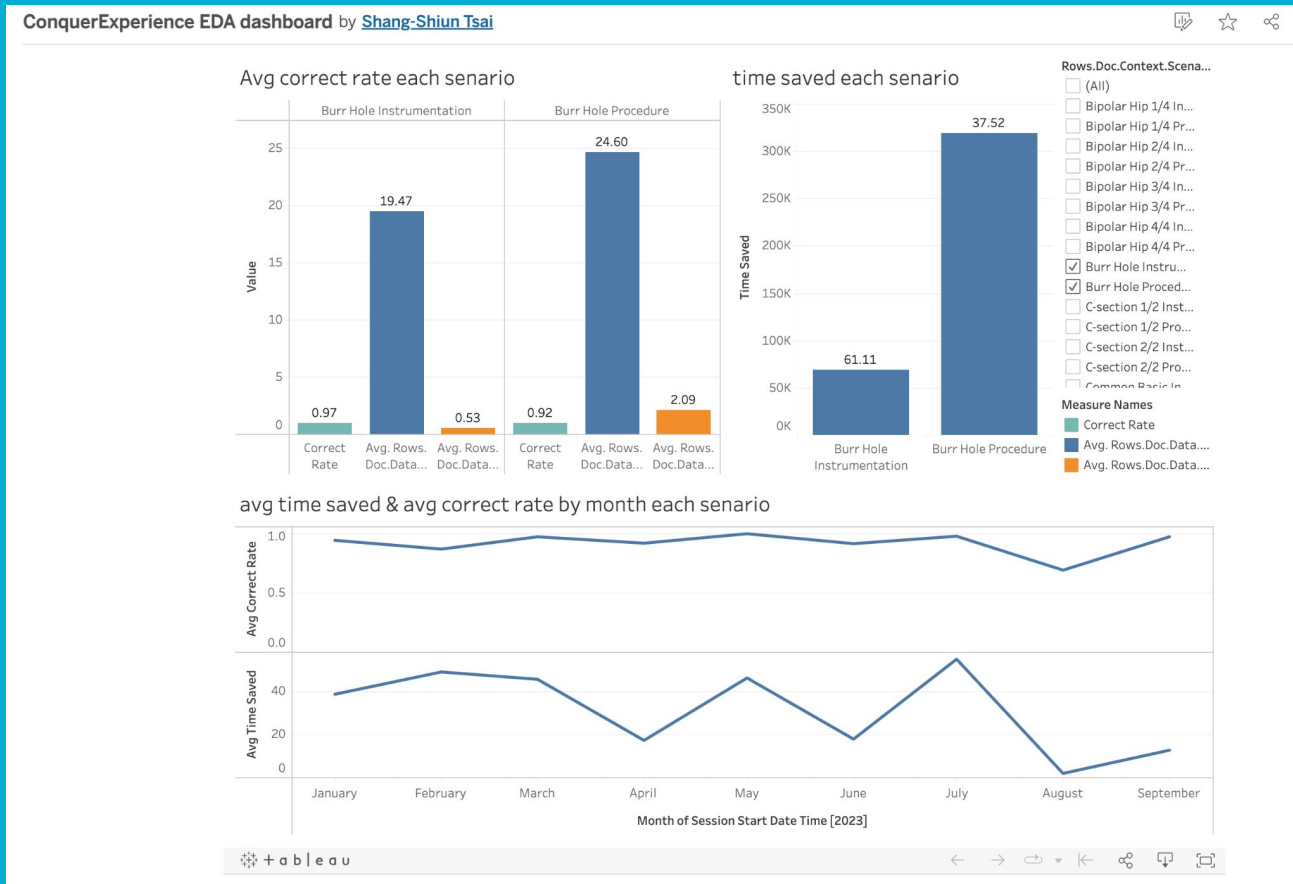 ConquerExperience EDA dashboard by Shang-Shiun Tsai
Avg correct rate each senario
Burr Hole Instrumentation
Burr Hole Procedure
Value
25
20
15
10
5
0
0.97
19.47
0.53
0.92
24.60
2.09
Correct
Rate
Avg. Rows.
Doc.Data...
Avg. Rows.
Doc.Data...
Correct
Rate
Avg. Rows.
Doc.Data...
Avg. Rows.
Doc.Data...
time saved each senario
Time Saved
350K
300K
250K
200K
150K
100K
50K
0K
61.11
37.52
Burr Hole
Instrumentation
Burr Hole Procedure
Rows.Doc.Context.Scena...
(All)
Bipolar Hip 1/4 In...
Bipolar Hip 1/4 Pr...
Bipolar Hip 2/4 In...
Bipolar Hip 2/4 Pr...
Bipolar Hip 3/4 In...
Bipolar Hip 3/4 Pr...
Bipolar Hip 4/4 In...
Bipolar Hip 4/4 Pr...
Burr Hole Instru...
Burr Hole Proced...
C-section 1/2 Inst...
C-section 1/2 Pro...
C-section 2/2 Inst...
C-section 2/2 Pro...
Common Basic In
Measure Names
Correct Rate
Avg. Rows.Doc.Data....
Avg. Rows.Doc.Data....
avg time saved & avg correct rate by month each senario
Avg Correct Rate
1.0
0.5
0.0
Avg Time Saved
40
20
0
January
February
March
April
May
June
July
August
September
Month of Session Start Date Time [2023]
+ a b | e a u